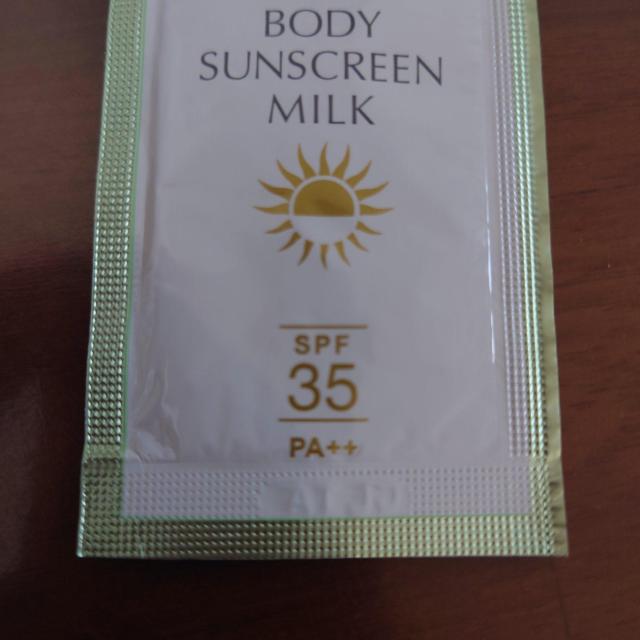 BODY
SUNSCREEN
MILK
SPF
35
PA++